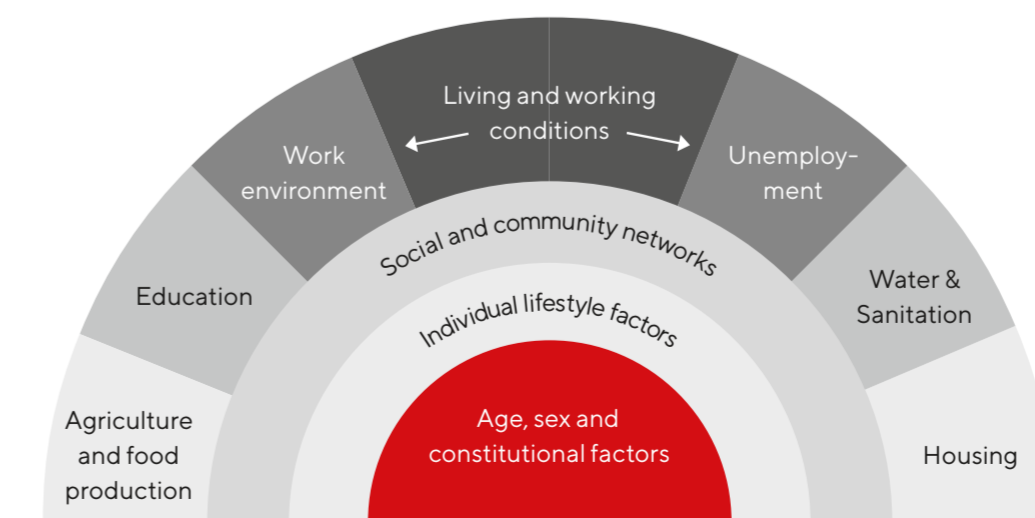 Living and working
conditions
Work
environment
Unemploy-
ment
Social and community networks
Education
Water &
Sanitation
Individual lifestyle factors
Agriculture
and food
production
Age, sex and
constitutional factors
Housing